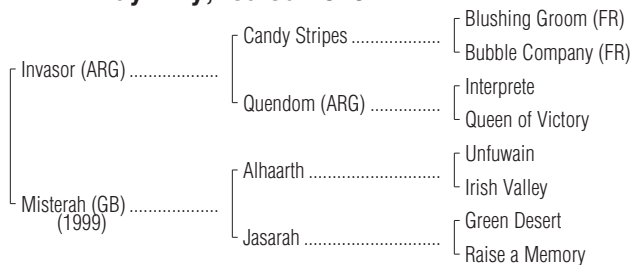 Blushing Groom (FR)
Candy Stripes ....................
Bubble Company (FR)
Invasor (ARG) ....................
Interprete
Quendom (ARG) ................
Queen of Victory
Unfuwain
Alhaarth ..............................
Irish Valley
Misterah (GB) ....................
(1999)
Green Desert
Jasarah ...............................
Raise a Memory